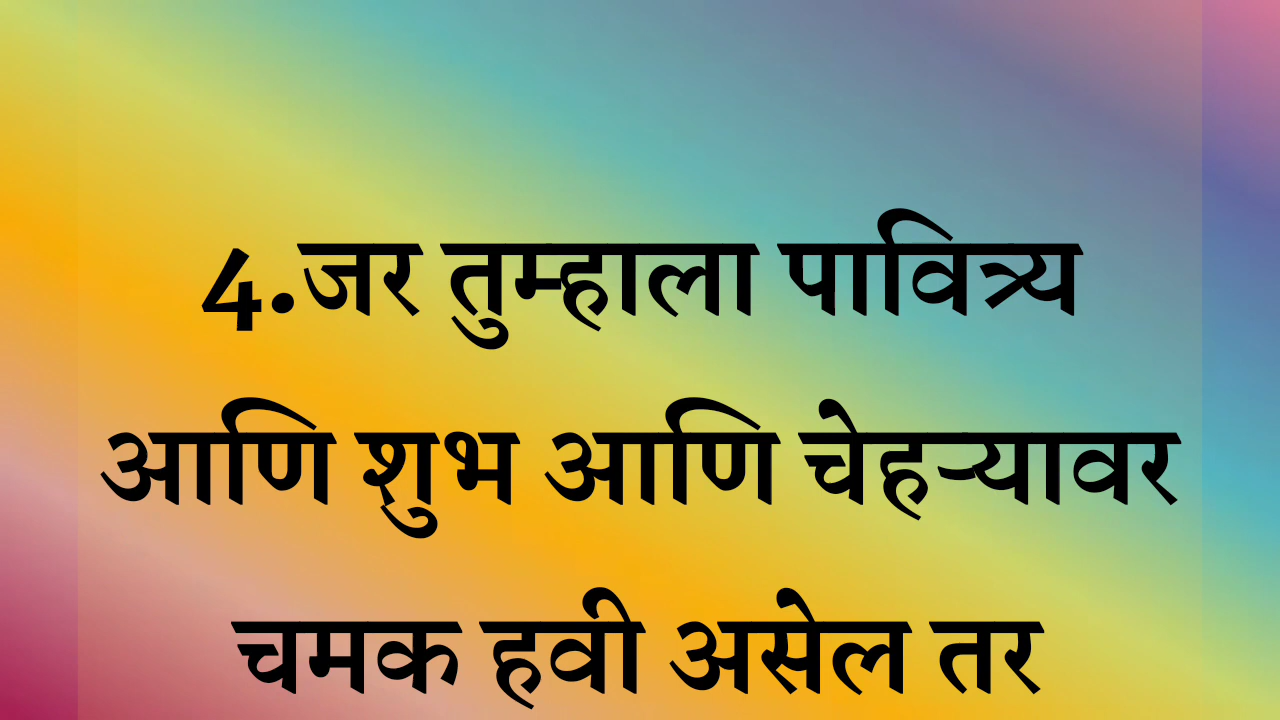 4.जर तुम्हाला पावित्र्य
आणि शुभ आणि चेहऱ्यावर
चमक हवी असेल तर